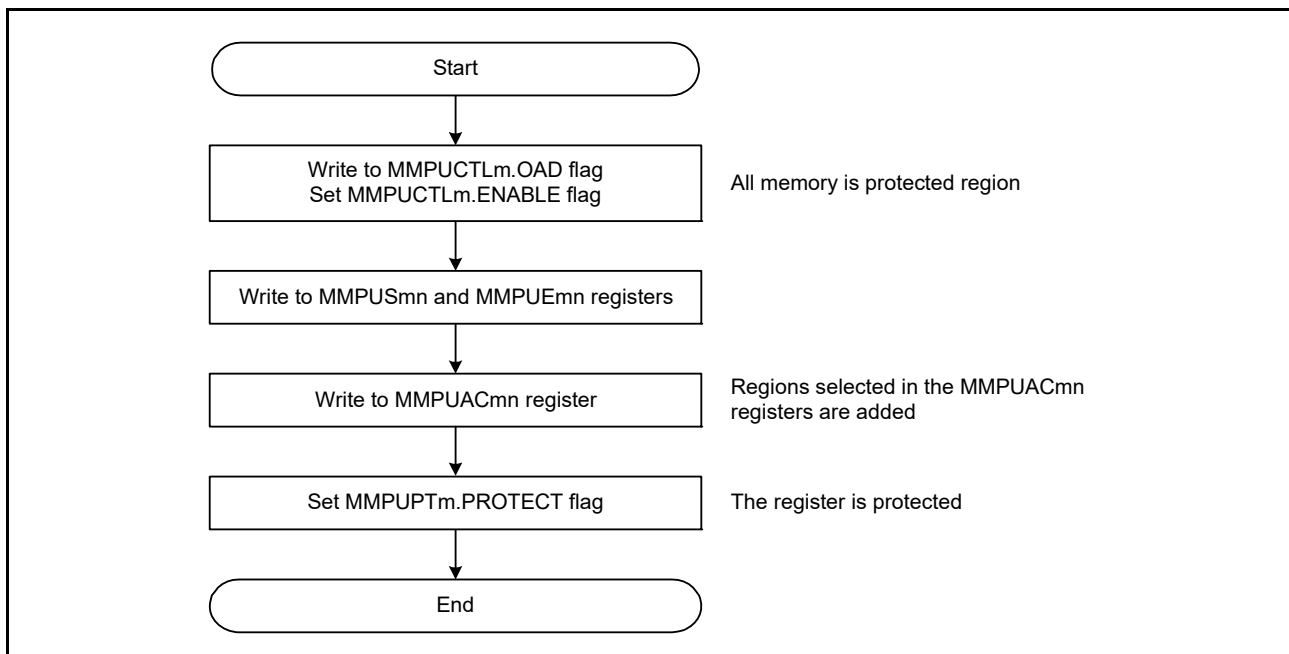 Start
Write to MMPUCTLm.OAD flag
Set MMPUCTLm.ENABLE flag
All memory is protected region
Write to MMPUSmn and MMPUEmn registers
Write to MMPUACmn register
Regions selected in the MMPUACmn
registers are added
Set MMPUPTm.PROTECT flag
The register is protected
End